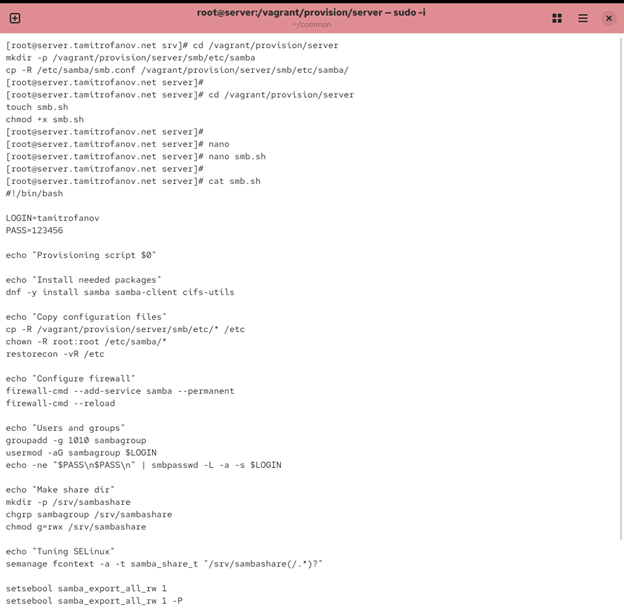 root@server:/vagrant/provision/server — sudo -i
~/common
[root@server.tamitrofanov.net srv]# cd /vagrant/provision/server
mkdir -p /vagrant/provision/server/smb/etc/samba
cp -R /etc/samba/smb.conf /vagrant/provision/server/smb/etc/samba/
[root@server.tamitrofanov.net server]#
[root@server.tamitrofanov.net server]# cd /vagrant/provision/server
touch smb.sh
chmod +x smb.sh
[root@server.tamitrofanov.net server]#
[root@server.tamitrofanov.net server]# nano
[root@server.tamitrofanov.net server]# nano smb.sh
[root@server.tamitrofanov.net server]#
[root@server.tamitrofanov.net server]# cat smb.sh
#!/bin/bash
LOGIN=tamitrofanov
PASS=123456
echo "Provisioning script $0"
echo "Install needed packages"
dnf -y install samba samba-client cifs-utils
echo "Copy configuration files"
cp -R /vagrant/provision/server/smb/etc/* /etc
chown -R root:root /etc/samba/*
restorecon -vR /etc
echo "Configure firewall"
firewall-cmd --add-service samba --permanent
firewall-cmd --reload
echo "Users and groups"
groupadd -g 1010 sambagroup
usermod -aG sambagroup $LOGIN
echo -ne "$PASS\n$PASS\n" | smbpasswd -L -a -s $LOGIN
echo "Make share dir"
mkdir -p /srv/sambashare
chgrp sambagroup /srv/sambashare
chmod g=rwx /srv/sambashare
echo "Tuning SELinux"
semanage fcontext -a -t samba_share_t "/srv/sambashare(/.*)?"
setsebool samba_export_all_rw 1
setsebool samba_export_all_rw 1 -P